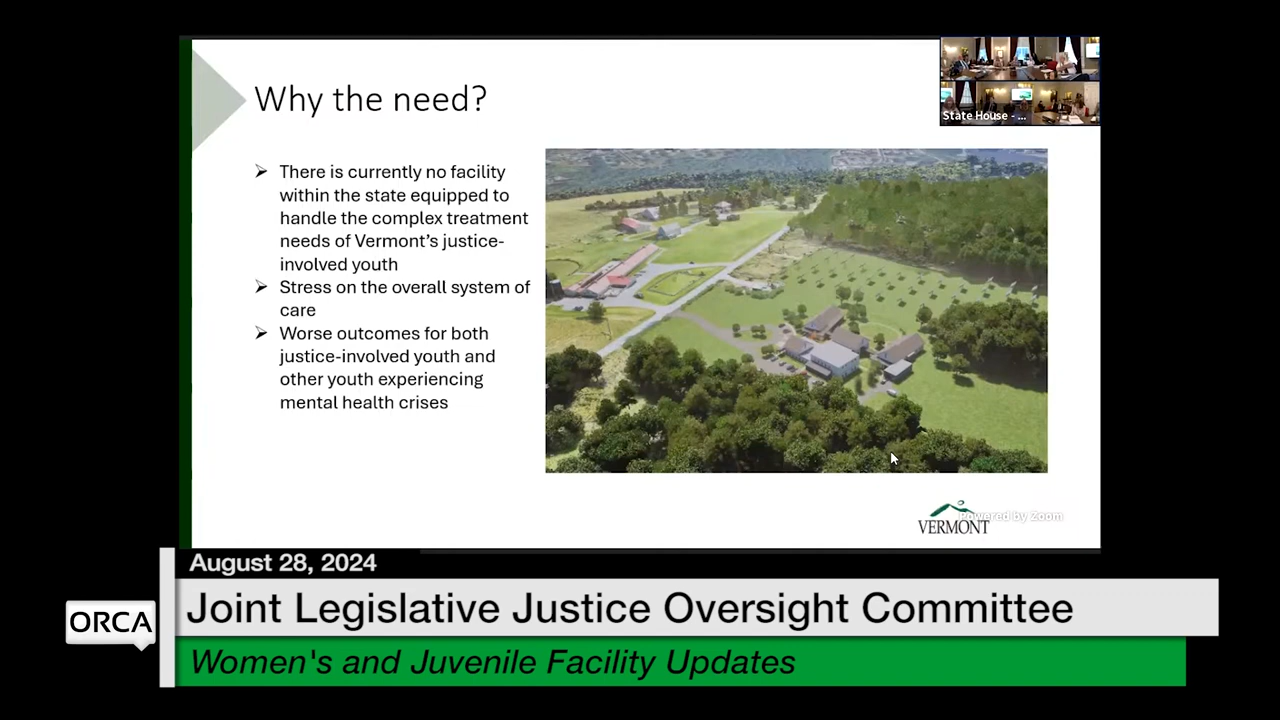 Why the need?
State House - ...
➢ There is currently no facility
within the state equipped to
handle the complex treatment
needs of Vermont's justice-
involved youth
➢ Stress on the overall system of
care
➢ Worse outcomes for both
justice-involved youth and
other youth experiencing
mental health crises
Powered by Zoom
VERMONT
August 28, 2024
ORCA
Joint Legislative Justice Oversight Committee
Women's and Juvenile Facility Updates